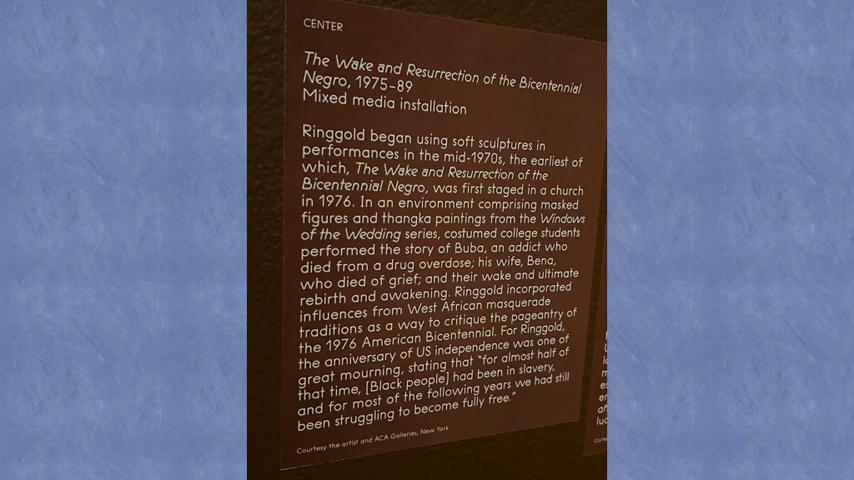 CENTER
The Wake and Resurrection of the Bicentennial
Negro, 1975–89
Mixed media installation
Ringgold began using soft sculptures in
performances in the mid-1970s, the earliest of
which, The Wake and Resurrection of the
Bicentennial Negro, was first staged in a church
in 1976. In an environment comprising masked
figures and thangka paintings from the Windows
of the Wedding series, costumed college students
performed the story of Buba, an addict who
died from a drug overdose; his wife, Bena,
who died of grief; and their wake and ultimate
rebirth and awakening. Ringgold incorporated
influences from West African masquerade
traditions as a way to critique the pageantry of
the 1976 American Bicentennial. For Ringgold,
the anniversary of US independence was one of
great mourning, stating that “for almost half of
that time, [Black people] had been in slavery,
and for most of the following years we had still
been struggling to become fully free.”
Courtesy the artist and ACA Galleries, New York